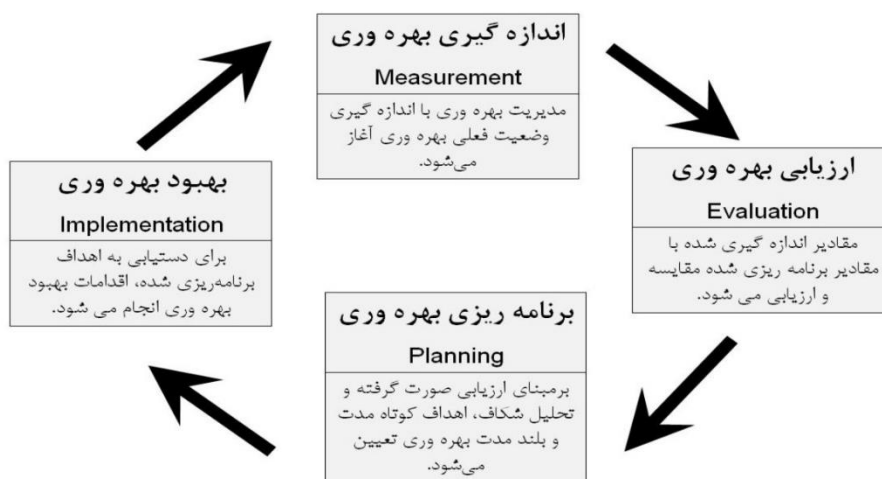 اندازه گیری بهره وری
Measurement
مدیریت بهره وری با اندازه گیری
وضعیت فعلی بهره وری آغاز
می‌شود.
ارزیابی بهره وری
Evaluation
مقادیر اندازه گیری شده با
مقادیر برنامه ریزی شده مقایسه
و ارزیابی می شود.
برنامه ریزی بهره وری
Planning
برمبنای ارزیابی صورت گرفته و
تحلیل شکاف، اهداف کوتاه مدت
و بلند مدت بهره وری تعیین
می‌شود.
بهبود بهره وری
Implementation
برای دستیابی به اهداف
برنامه‌ریزی شده، اقدامات بهبود
بهره وری انجام می شود.